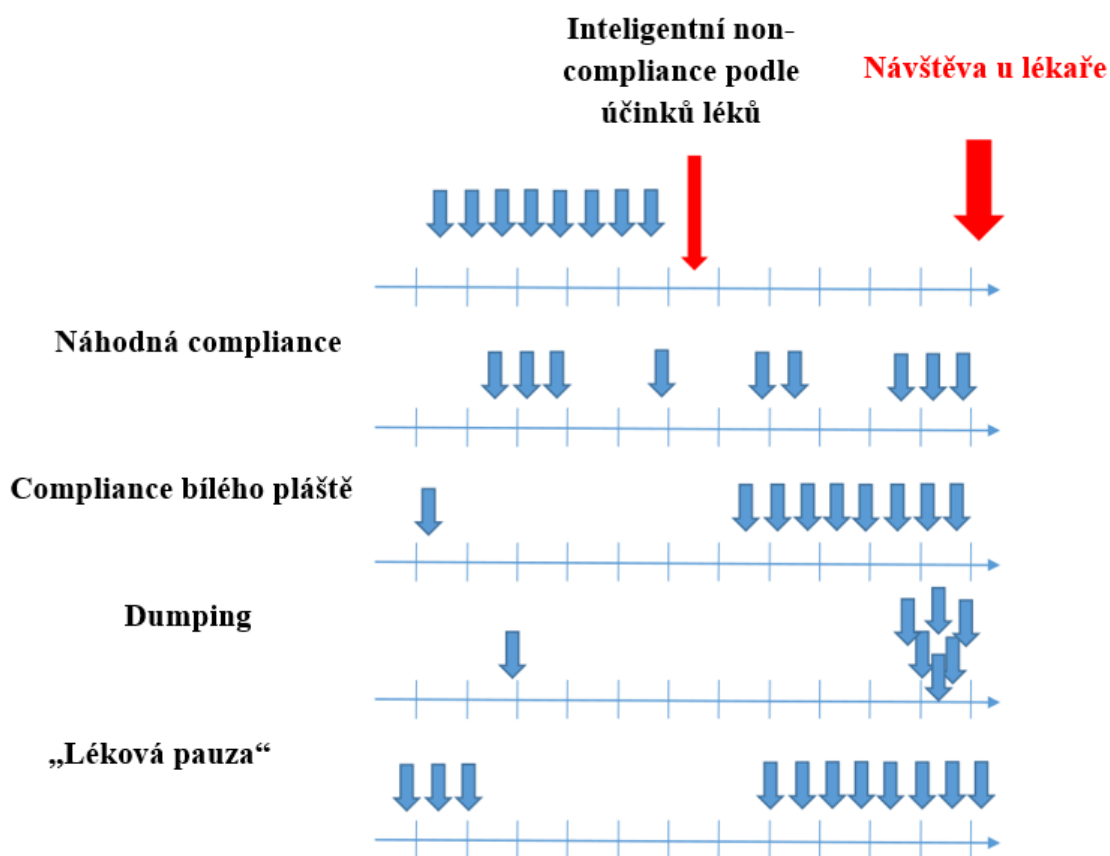 Inteligentní non-
compliance podle
účinků léků
Návštěva u lékaře
Náhodná compliance
Compliance bílého pláště
Dumping
„Léková pauza“